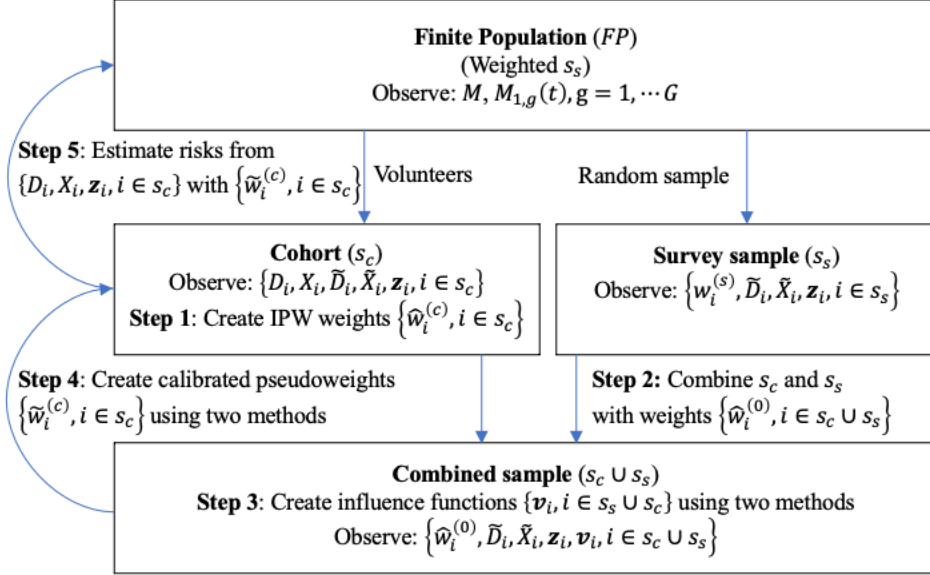 Finite Population (FP)
(Weighted s_s)
Observe: M, M_{1,g}(t), g = 1, ⋯ G
Step 5: Estimate risks from
{D_i, X_i, z_i, i ∈ s_c} with {w̃_i^{(c)}, i ∈ s_c}
Volunteers
Random sample
Cohort (s_c)
Observe: {D_i, X_i, D̃_i, X̃_i, z_i, i ∈ s_c}
Step 1: Create IPW weights {ŵ_i^{(c)}, i ∈ s_c}
Survey sample (s_s)
Observe: {w_i^{(s)}, D̃_i, X̃_i, z_i, i ∈ s_s}
Step 4: Create calibrated pseudoweights
{w̃_i^{(c)}, i ∈ s_c} using two methods
Step 2: Combine s_c and s_s
with weights {ŵ_i^{(0)}, i ∈ s_c ∪ s_s}
Combined sample (s_c ∪ s_s)
Step 3: Create influence functions {v_i, i ∈ s_s ∪ s_c} using two methods
Observe: {ŵ_i^{(0)}, D̃_i, X̃_i, z_i, v_i, i ∈ s_c ∪ s_s}